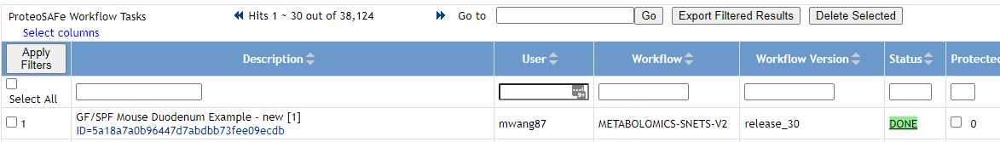 ProteoSAFe Workflow Tasks
Hits 1 ~ 30 out of 38,124
Go to
Go
Export Filtered Results
Delete Selected
Select columns
Apply Filters
Description
User
Workflow
Workflow Version
Status
Protected
Select All
1
GF/SPF Mouse Duodenum Example - new [1]
ID=5a18a7a0b96447d7abdbb73fee09ecdb
mwang87
METABOLOMICS-SNETS-V2
release_30
DONE
0